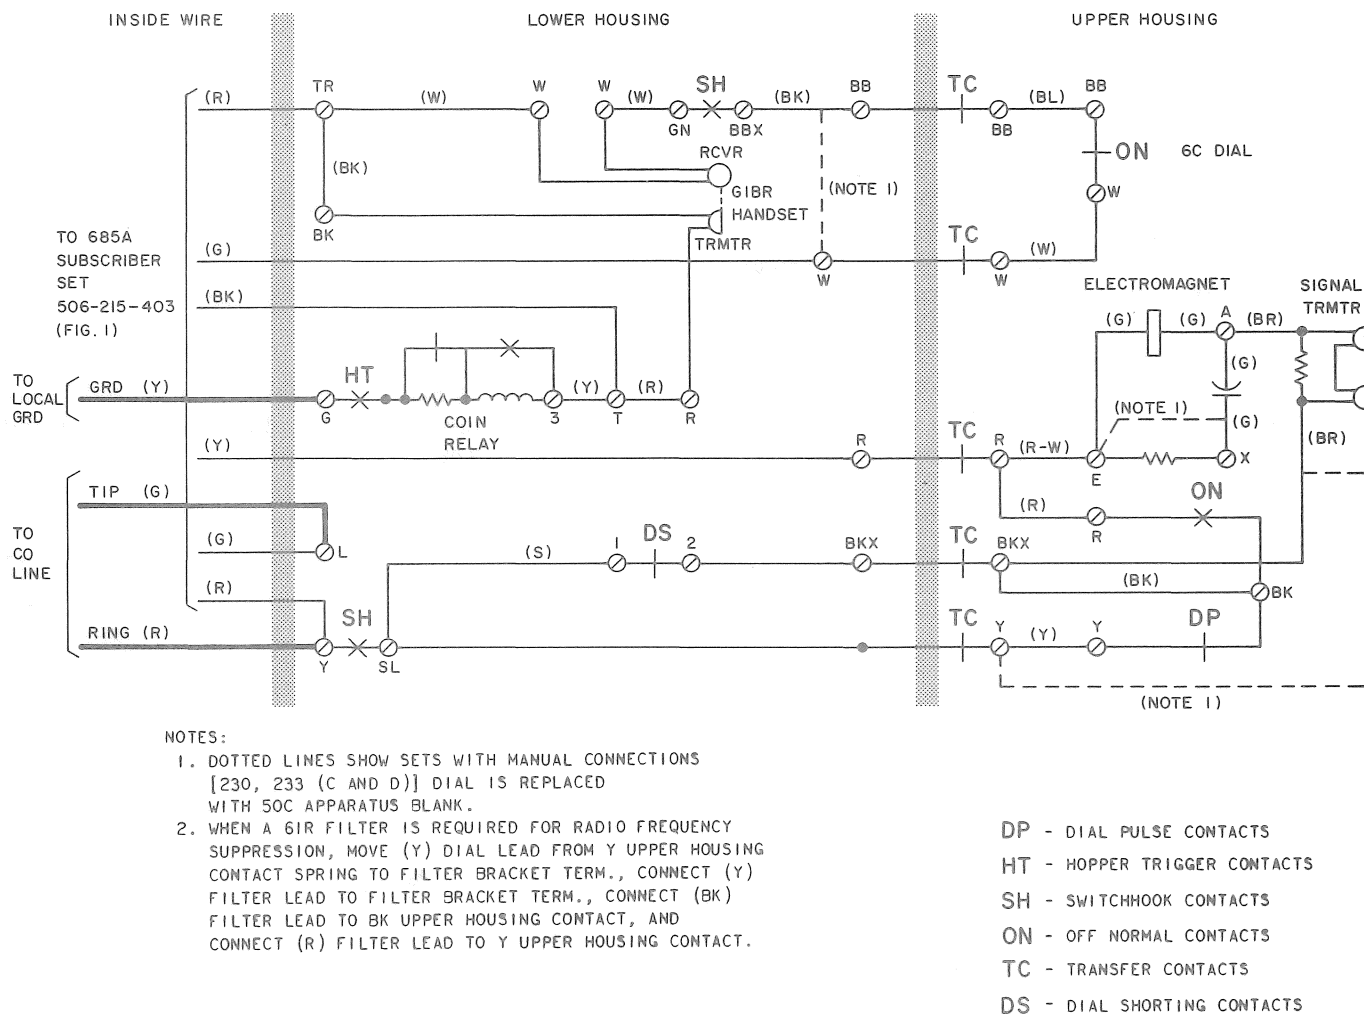 INSIDE WIRE
LOWER HOUSING
UPPER HOUSING
(R)
TR
(W)
W
W
(W)
SH
GN
BBX
(BK)
BB
TC
BB
(BL)
BB
ON
6C DIAL
(BK)
RCVR
G1BR
HANDSET
(NOTE 1)
W
BK
TRMTR
TO 685A
SUBSCRIBER
SET
506-215-403
(FIG. 1)
(G)
W
TC
W
(W)
(BK)
ELECTROMAGNET
SIGNAL
TRMTR
(G)
(G)
A
(BR)
(G)
TO
LOCAL
GRD
GRD (Y)
G
HT
COIN
RELAY
3
(Y)
T
(R)
R
(NOTE 1)
(G)
(BR)
(Y)
R
TC
R
(R-W)
E
X
TIP (G)
(R)
R
ON
TO
CO
LINE
(G)
L
(S)
1
DS
2
BKX
TC
BKX
(BK)
BK
(R)
RING (R)
Y
SH
SL
TC
Y
(Y)
Y
DP
(NOTE 1)
NOTES:
1. DOTTED LINES SHOW SETS WITH MANUAL CONNECTIONS
[230, 233 (C AND D)] DIAL IS REPLACED
WITH 50C APPARATUS BLANK.
2. WHEN A 61R FILTER IS REQUIRED FOR RADIO FREQUENCY
SUPPRESSION, MOVE (Y) DIAL LEAD FROM Y UPPER HOUSING
CONTACT SPRING TO FILTER BRACKET TERM., CONNECT (Y)
FILTER LEAD TO FILTER BRACKET TERM., CONNECT (BK)
FILTER LEAD TO BK UPPER HOUSING CONTACT, AND
CONNECT (R) FILTER LEAD TO Y UPPER HOUSING CONTACT.
DP - DIAL PULSE CONTACTS
HT - HOPPER TRIGGER CONTACTS
SH - SWITCHHOOK CONTACTS
ON - OFF NORMAL CONTACTS
TC - TRANSFER CONTACTS
DS - DIAL SHORTING CONTACTS